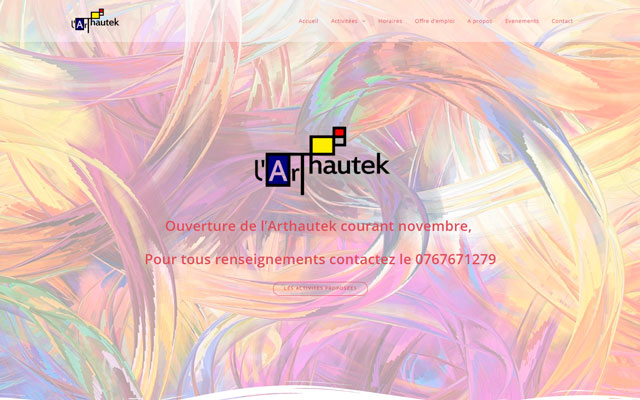 l'Arthautek
Accueil Activitées Horaires Offre d'emploi A propos Evenements Contact
l'Arthautek
Ouverture de l'Arthautek courant novembre,
Pour tous renseignements contactez le 0767671279
LES ACTIVITÉS PROPOSÉES